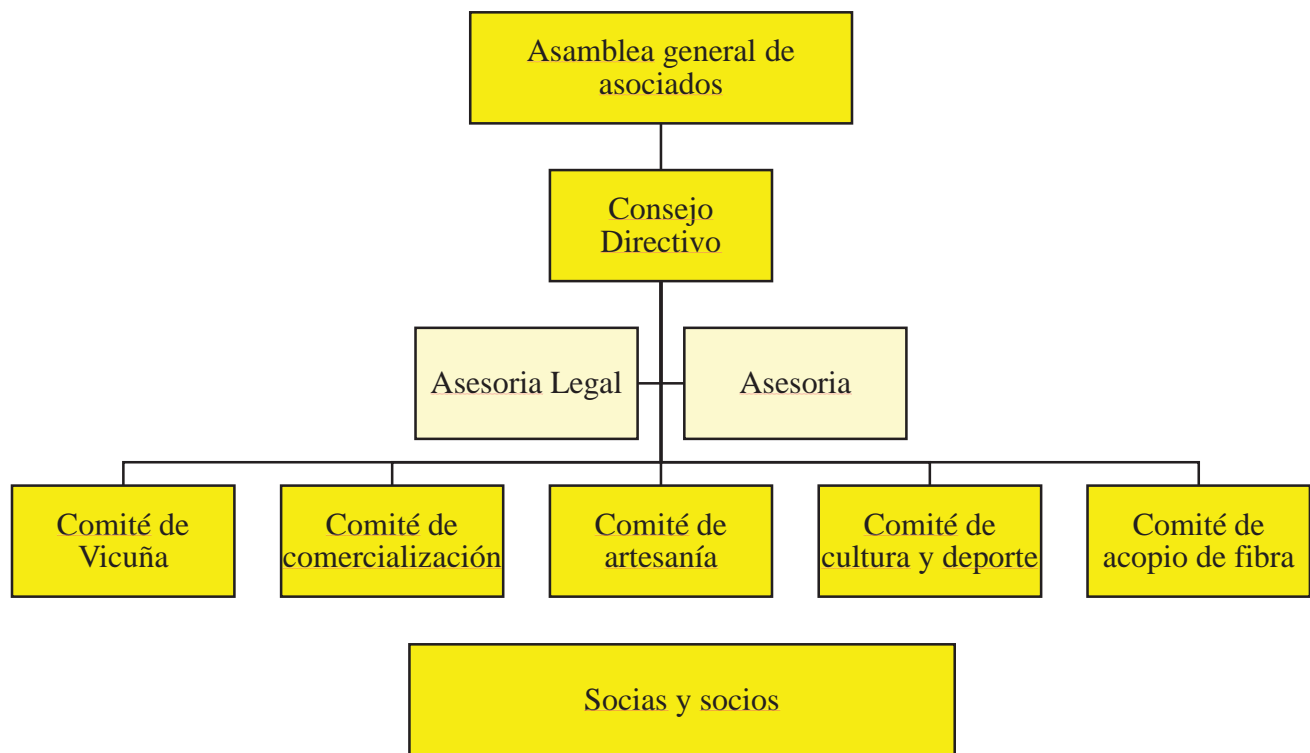 Asamblea general de
asociados
Consejo
Directivo
Asesoria Legal
Asesoria
Comité de
Vicuña
Comité de
comercialización
Comité de
artesanía
Comité de
cultura y deporte
Comité de
acopio de fibra
Socias y socios